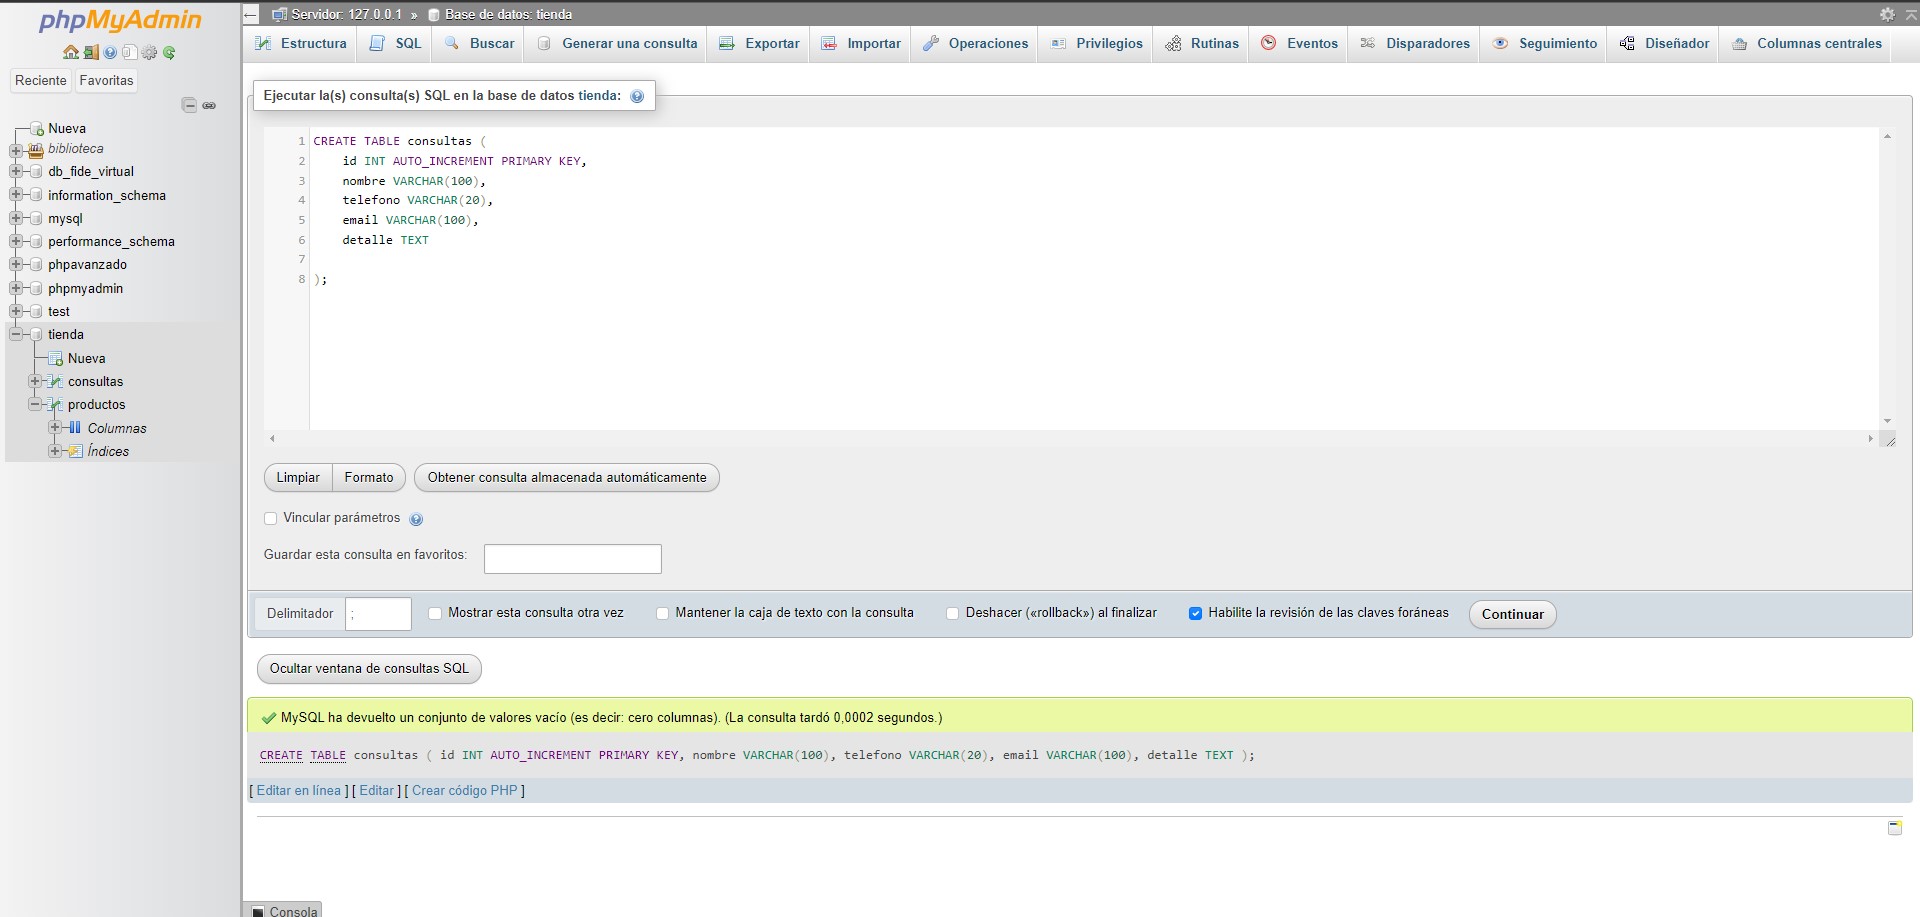 phpMyAdmin
Reciente Favoritas
Nueva
biblioteca
db_fide_virtual
information_schema
mysql
performance_schema
phpavanzado
phpmyadmin
test
tienda
Nueva
consultas
productos
Columnas
Índices
Servidor: 127.0.0.1 » Base de datos: tienda
Estructura SQL Buscar Generar una consulta Exportar Importar Operaciones Privilegios Rutinas Eventos Disparadores Seguimiento Diseñador Columnas centrales
Ejecutar la(s) consulta(s) SQL en la base de datos tienda:
1 CREATE TABLE consultas (
2 id INT AUTO_INCREMENT PRIMARY KEY,
3 nombre VARCHAR(100),
4 telefono VARCHAR(20),
5 email VARCHAR(100),
6 detalle TEXT
7
8 );
Limpiar Formato Obtener consulta almacenada automáticamente
Vincular parámetros
Guardar esta consulta en favoritos:
Delimitador ; Mostrar esta consulta otra vez Mantener la caja de texto con la consulta Deshacer («rollback») al finalizar Habilite la revisión de las claves foráneas Continuar
Ocultar ventana de consultas SQL
MySQL ha devuelto un conjunto de valores vacío (es decir: cero columnas). (La consulta tardó 0,0002 segundos.)
CREATE TABLE consultas ( id INT AUTO_INCREMENT PRIMARY KEY, nombre VARCHAR(100), telefono VARCHAR(20), email VARCHAR(100), detalle TEXT );
[ Editar en línea ] [ Editar ] [ Crear código PHP ]
Consola